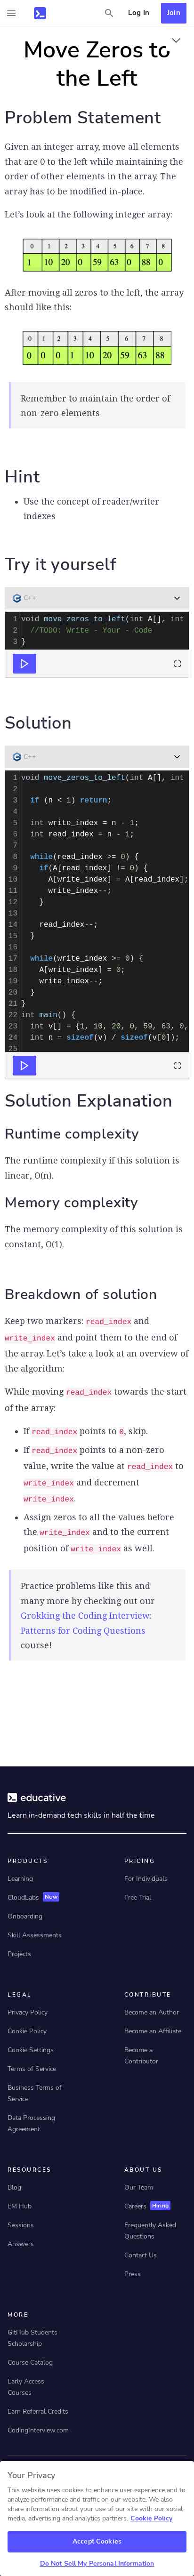 Log In
Join
Move Zeros to
the Left
Problem Statement
Given an integer array, move all elements
that are 0 to the left while maintaining the
order of other elements in the array. The
array has to be modified in-place.
Let's look at the following integer array:
0 1 2 3 4 5 6 7 8
1 10 20 0 59 63 0 88 0
After moving all zeros to the left, the array
should like this:
0 1 2 3 4 5 6 7 8
0 0 0 1 10 20 59 63 88
Remember to maintain the order of
non-zero elements
Hint
• Use the concept of reader/writer
indexes
Try it yourself
C++
1 void move_zeros_to_left(int A[], int
2 //TODO: Write - Your - Code
3 }
Solution
C++
1 void move_zeros_to_left(int A[], int
2
3 if (n < 1) return;
4
5 int write_index = n - 1;
6 int read_index = n - 1;
7
8 while(read_index >= 0) {
9 if(A[read_index] != 0) {
10 A[write_index] = A[read_index];
11 write_index--;
12 }
13
14 read_index--;
15 }
16
17 while(write_index >= 0) {
18 A[write_index] = 0;
19 write_index--;
20 }
21 }
22 int main() {
23 int v[] = {1, 10, 20, 0, 59, 63, 0,
24 int n = sizeof(v) / sizeof(v[0]);
25
Solution Explanation
Runtime complexity
The runtime complexity if this solution is
linear, O(n).
Memory complexity
The memory complexity of this solution is
constant, O(1).
Breakdown of solution
Keep two markers: read_index and
write_index and point them to the end of
the array. Let's take a look at an overview of
the algorithm:
While moving read_index towards the start
of the array:
• If read_index points to 0, skip.
• If read_index points to a non-zero
value, write the value at read_index to
write_index and decrement
write_index.
• Assign zeros to all the values before
the write_index and to the current
position of write_index as well.
Practice problems like this and
many more by checking out our
Grokking the Coding Interview:
Patterns for Coding Questions
course!
educative
Learn in-demand tech skills in half the time
PRODUCTS
Learning
CloudLabs New
Onboarding
Skill Assessments
Projects
PRICING
For Individuals
Free Trial
LEGAL
Privacy Policy
Cookie Policy
Cookie Settings
Terms of Service
Business Terms of
Service
Data Processing
Agreement
CONTRIBUTE
Become an Author
Become an Affiliate
Become a
Contributor
RESOURCES
Blog
EM Hub
Sessions
Answers
ABOUT US
Our Team
Careers Hiring
Frequently Asked
Questions
Contact Us
Press
MORE
GitHub Students
Scholarship
Course Catalog
Early Access
Courses
Earn Referral Credits
CodingInterview.com
Your Privacy
This website uses cookies to enhance user experience and to
analyze performance and traffic on our website. We also
share information about your use of our site with our social
media, advertising and analytics partners. Cookie Policy
Accept Cookies
Do Not Sell My Personal Information